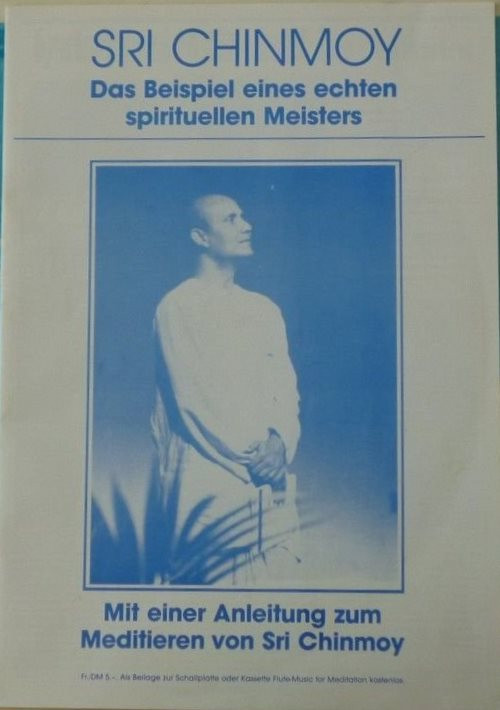 SRI CHINMOY
Das Beispiel eines echten
spirituellen Meisters
Mit einer Anleitung zum
Meditieren von Sri Chinmoy
Fr./DM 5.-. Als Beilage zur Schallplatte oder Kassette Flute-Music for Meditation kostenlos.